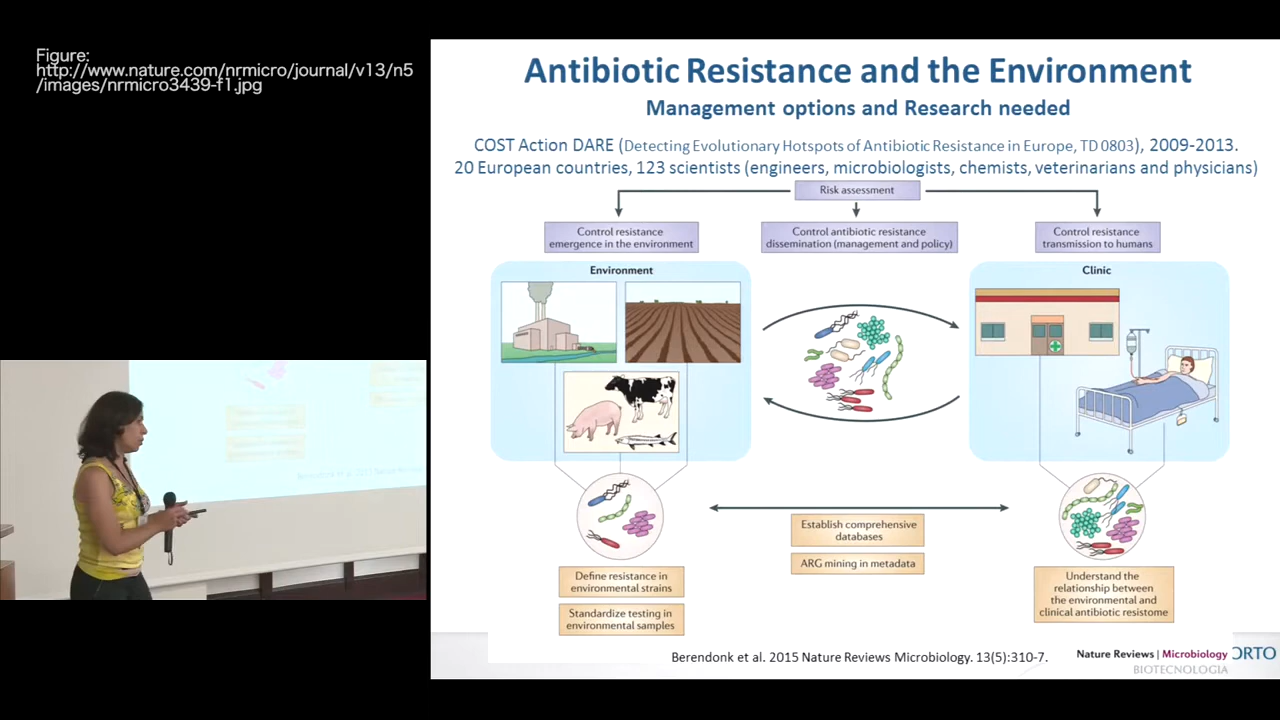 Figure:
http://www.nature.com/nrmicro/journal/v13/n5
/images/nrmicro3439-f1.jpg
Antibiotic Resistance and the Environment
Management options and Research needed
COST Action DARE (Detecting Evolutionary Hotspots of Antibiotic Resistance in Europe, TD 0803), 2009-2013.
20 European countries, 123 scientists (engineers, microbiologists, chemists, veterinarians and physicians)
Risk assessment
Control resistance
emergence in the environment
Control antibiotic resistance
dissemination (management and policy)
Control resistance
transmission to humans
Environment
Clinic
Establish comprehensive
databases
ARG mining in metadata
Define resistance in
environmental strains
Standardize testing in
environmental samples
Understand the
relationship between
the environmental and
clinical antibiotic resistome
Berendonk et al. 2015 Nature Reviews Microbiology. 13(5):310-7.
Nature Reviews | Microbiology
ORTO
BIOTECNOLOGIA